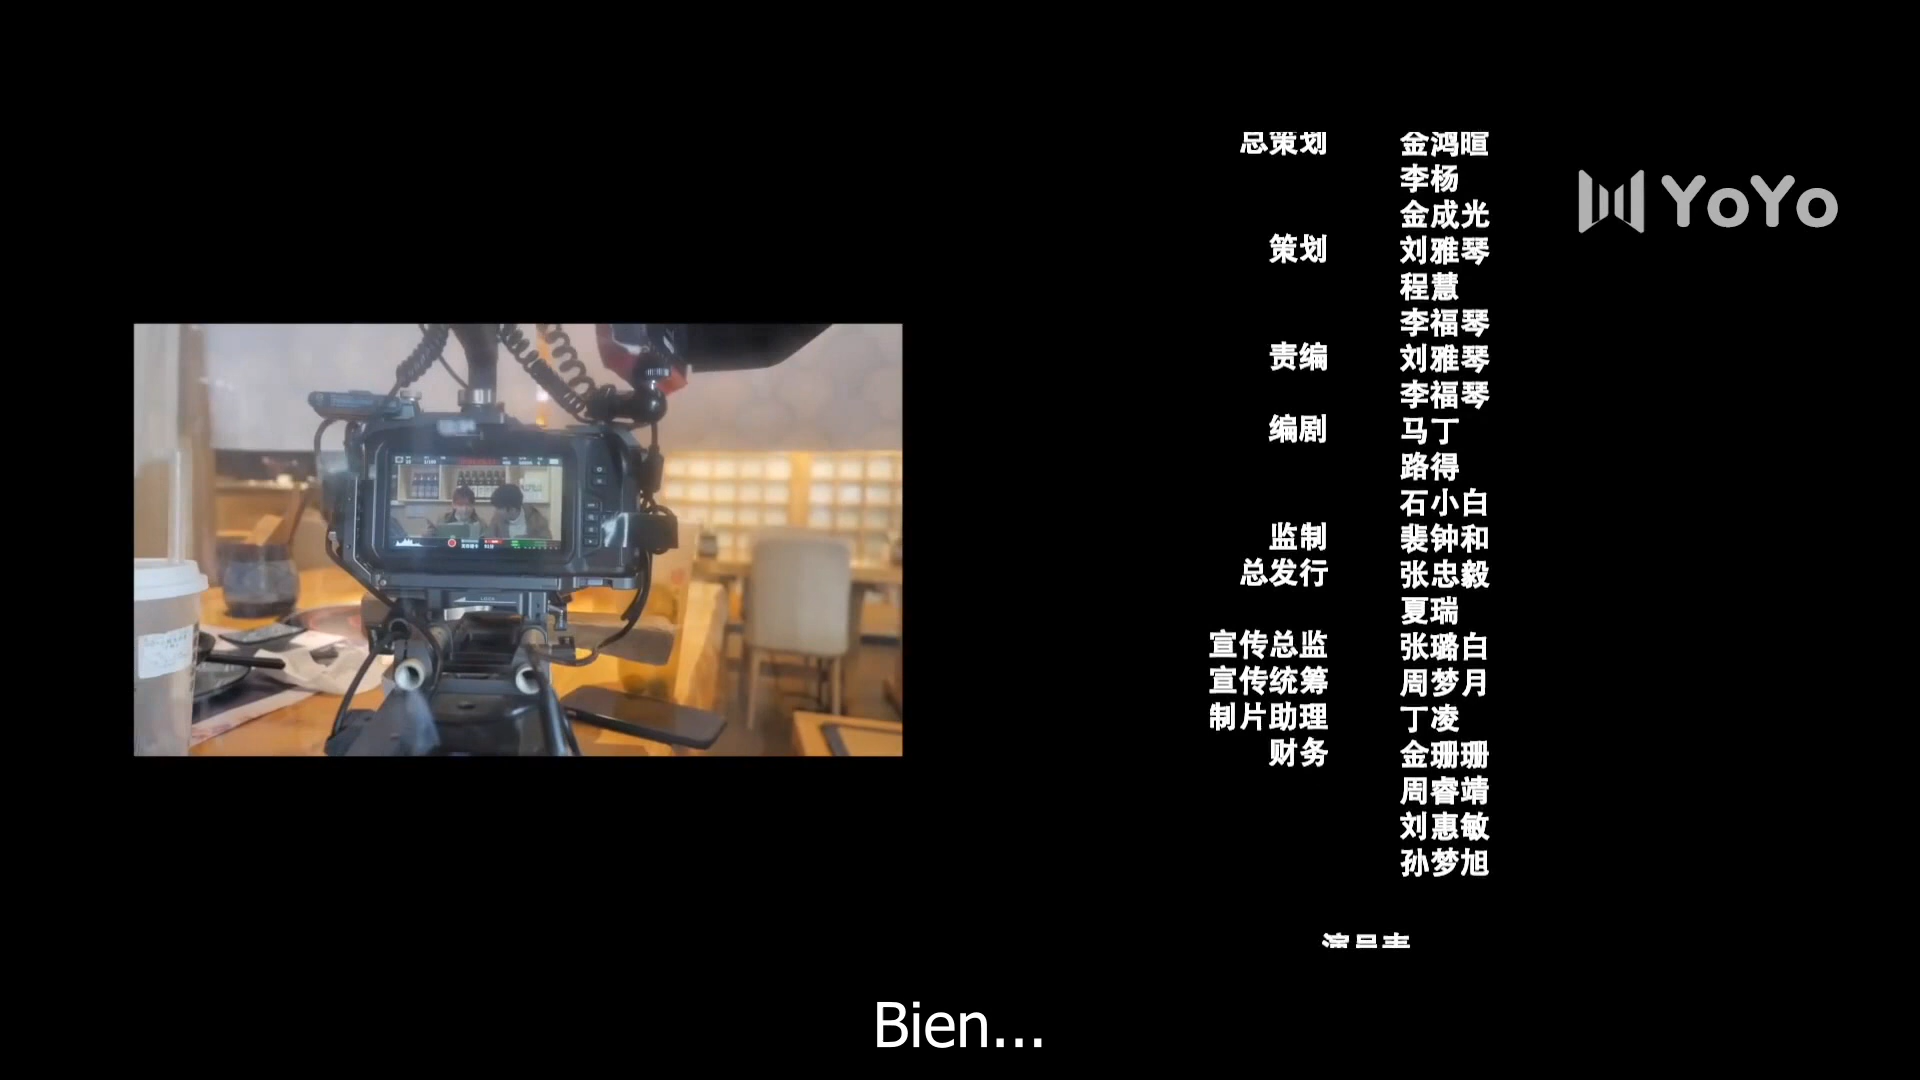 总策划 金鸿暄
李杨
金成光
策划 刘雅琴
程慧
李福琴
责编 刘雅琴
李福琴
编剧 马丁
路得
石小白
监制 裴钟和
总发行 张忠毅
夏瑞
宣传总监 张璐白
宣传统筹 周梦月
制片助理 丁凌
财务 金珊珊
周睿靖
刘惠敏
孙梦旭
演员表
YoYo
Bien...